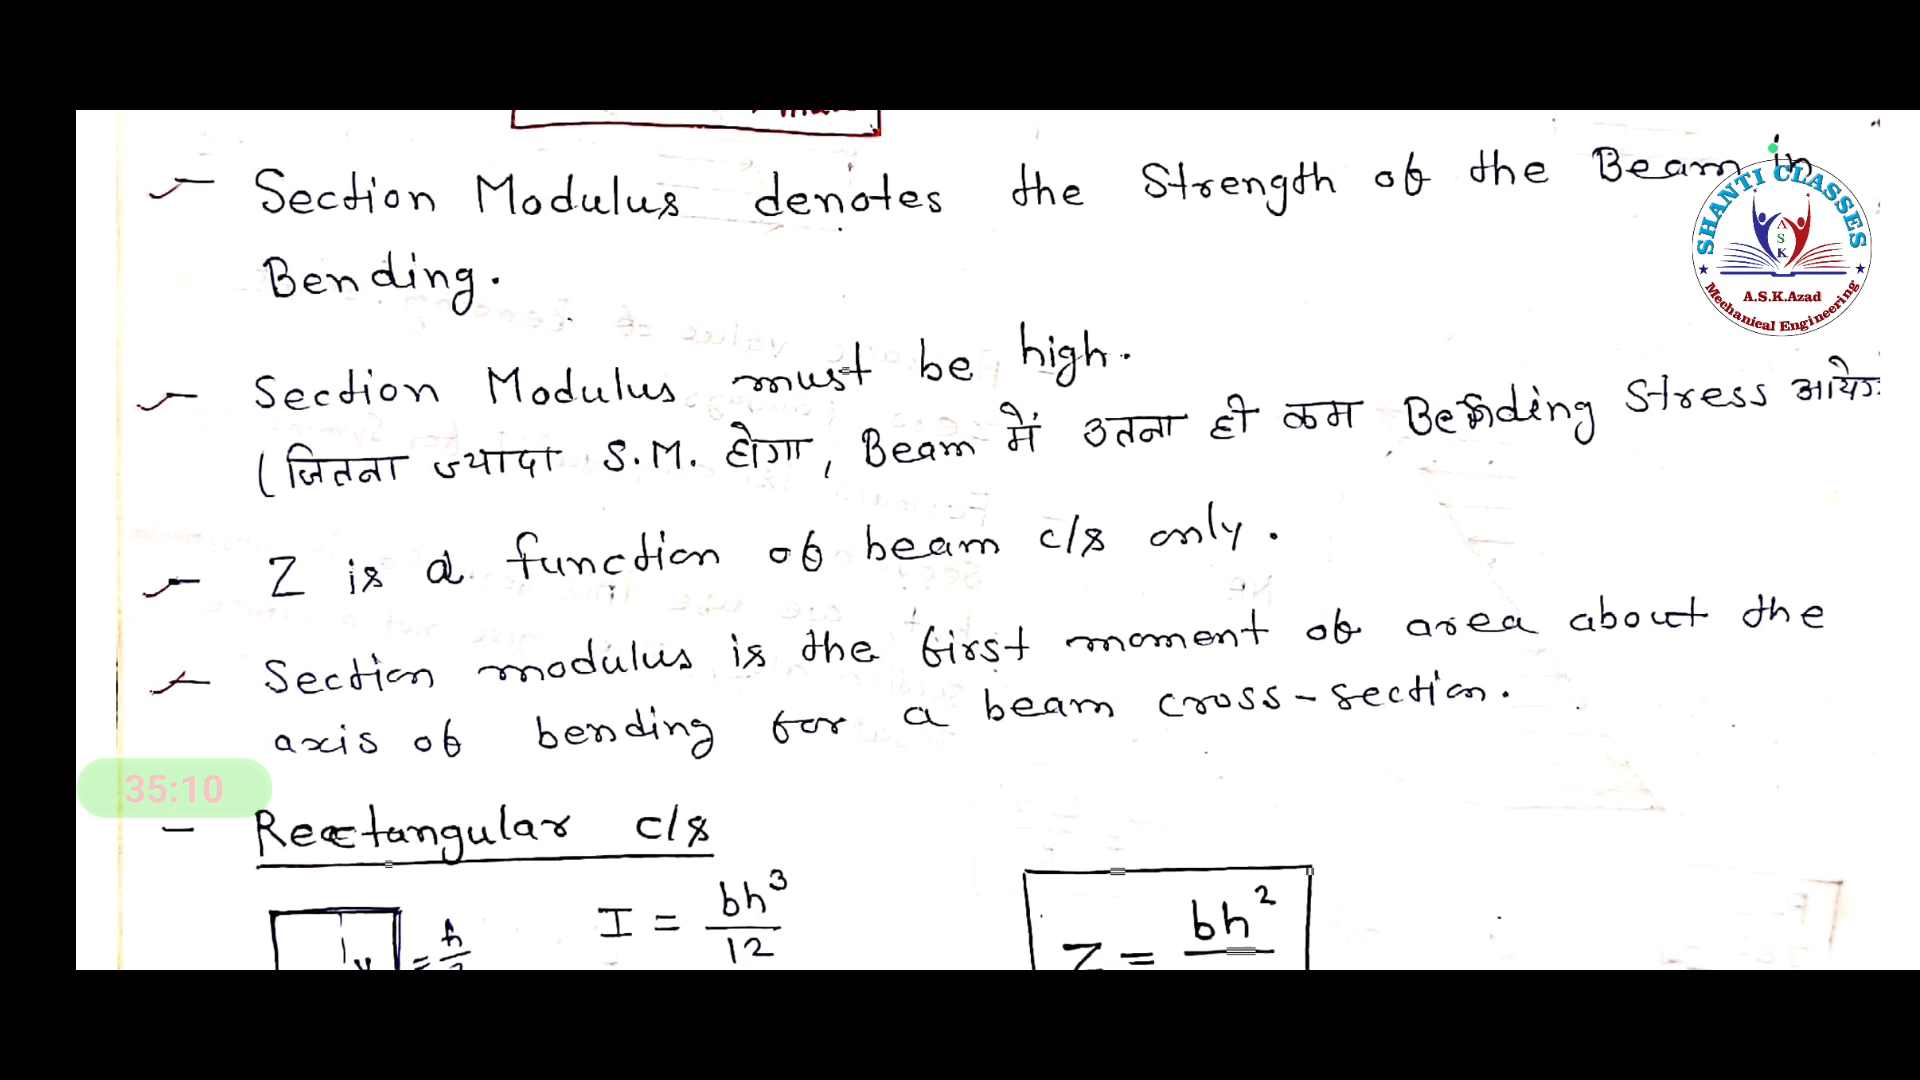 - Section Modulus denotes the Strength of the Beam in
Bending.
SHANTI CLASSES
A
S
K
A.S.K.Azad
Mechanical Engineering
- Section Modulus must be high.
(जितना ज्यादा S.M. होगा, Beam में उतना ही कम Bending Stress
- Z is a function of beam c/s only.
- Section modulus is the first moment of area about the
axis of bending for a beam cross-section.
35:10
- Rectangular c/s
I = bh³/12
Z = bh²
= h